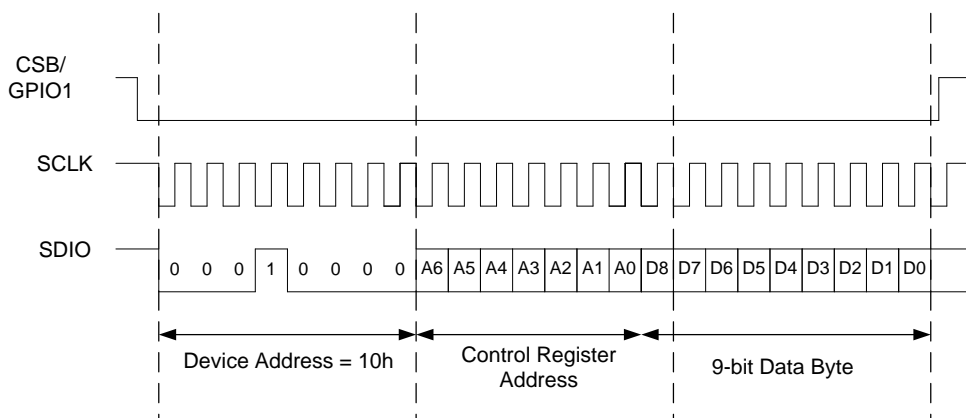 CSB/
GPIO1
SCLK
SDIO
0 0 0 1 0 0 0 0 A6 A5 A4 A3 A2 A1 A0 D8 D7 D6 D5 D4 D3 D2 D1 D0
Device Address = 10h
Control Register
Address
9-bit Data Byte